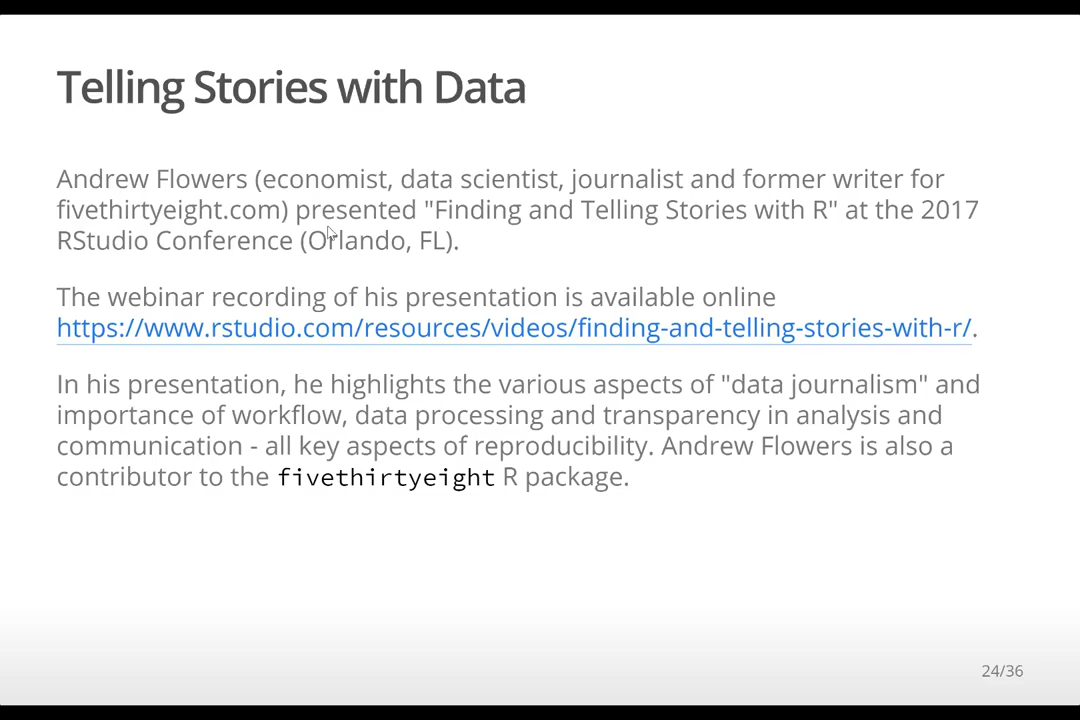 Telling Stories with Data
Andrew Flowers (economist, data scientist, journalist and former writer for
fivethirtyeight.com) presented "Finding and Telling Stories with R" at the 2017
RStudio Conference (Orlando, FL).
The webinar recording of his presentation is available online
https://www.rstudio.com/resources/videos/finding-and-telling-stories-with-r/.
In his presentation, he highlights the various aspects of "data journalism" and
importance of workflow, data processing and transparency in analysis and
communication - all key aspects of reproducibility. Andrew Flowers is also a
contributor to the fivethirtyeight R package.
24/36